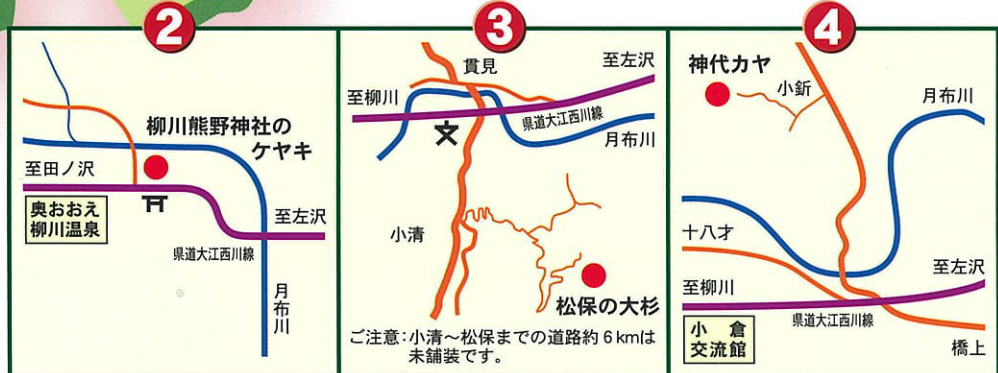 2
柳川熊野神社の
ケヤキ
至田ノ沢
奥おおえ
柳川温泉
至左沢
県道大江西川線
月布川
3
貫見
至左沢
至柳川
県道大江西川線
月布川
小清
松保の大杉
ご注意:小清～松保までの道路約6kmは
未舗装です。
4
神代カヤ
小釿
月布川
十八才
至左沢
至柳川
県道大江西川線
小倉
交流館
橋上